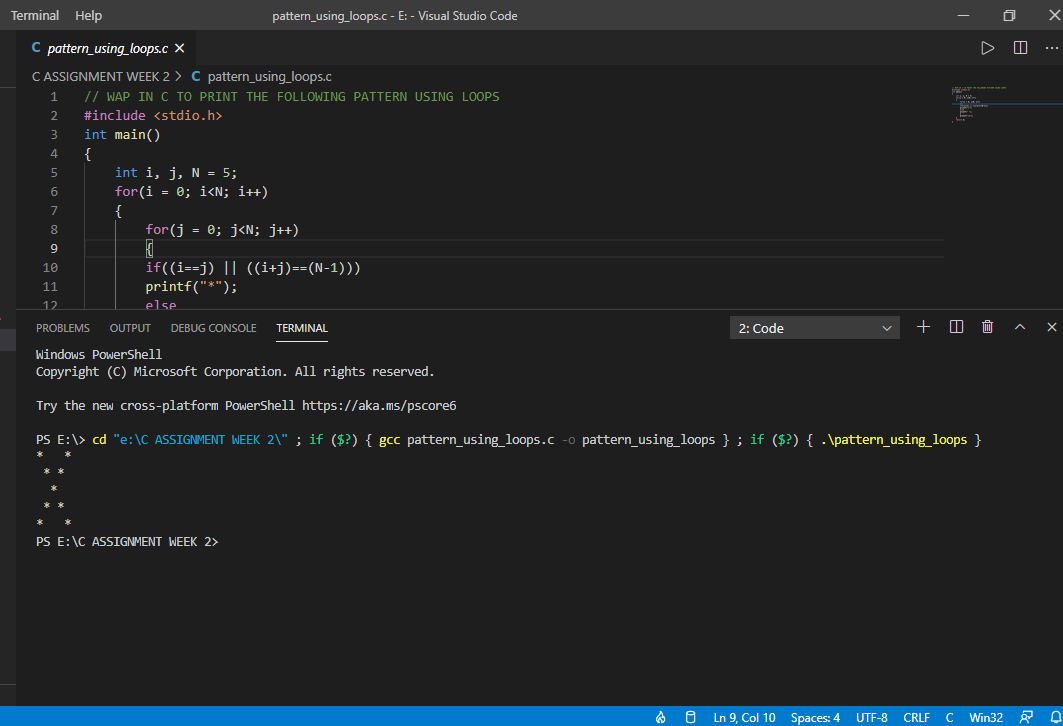 Terminal Help pattern_using_loops.c - E: - Visual Studio Code
C pattern_using_loops.c
C ASSIGNMENT WEEK 2 > C pattern_using_loops.c
1 // WAP IN C TO PRINT THE FOLLOWING PATTERN USING LOOPS
2 #include <stdio.h>
3 int main()
4 {
5 int i, j, N = 5;
6 for(i = 0; i<N; i++)
7 {
8 for(j = 0; j<N; j++)
9 {
10 if((i==j) || ((i+j)==(N-1)))
11 printf("*");
12 else
PROBLEMS OUTPUT DEBUG CONSOLE TERMINAL 2: Code
Windows PowerShell
Copyright (C) Microsoft Corporation. All rights reserved.
Try the new cross-platform PowerShell https://aka.ms/pscore6
PS E:\> cd "e:\C ASSIGNMENT WEEK 2\" ; if ($?) { gcc pattern_using_loops.c -o pattern_using_loops } ; if ($?) { .\pattern_using_loops }
*   *
 * *
  *
 * *
*   *
PS E:\C ASSIGNMENT WEEK 2>
Ln 9, Col 10 Spaces: 4 UTF-8 CRLF C Win32